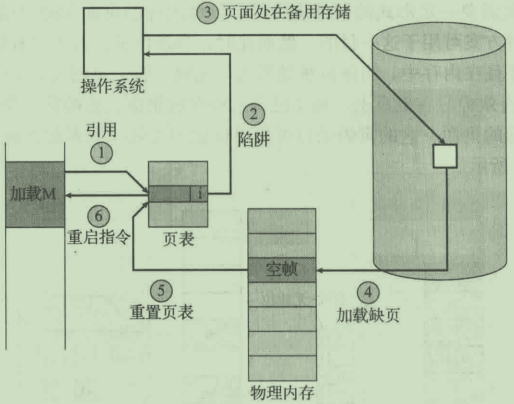 ③ 页面处在备用存储
操作系统
②
陷阱
引用
①
加载M
i
⑥
重启指令
页表
空帧
⑤
重置页表
④
加载缺页
物理内存